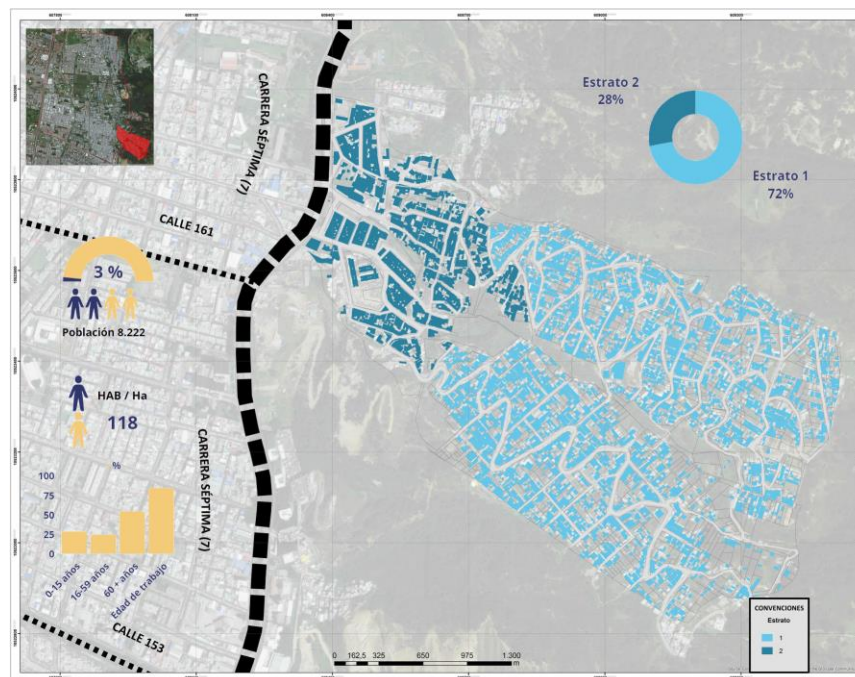 CARRERA SÉPTIMA (7)
Estrato 2
28%
Estrato 1
72%
CALLE 161
3 %
Población 8.222
HAB / Ha
118
CARRERA SÉPTIMA (7)
%
100
75
50
25
0
0-15 años
16-59 años
60 + años
Edad de trabajo
CALLE 153
0 162,5 325 650 975 1.300
m
CONVENCIONES
Estrato
1
2